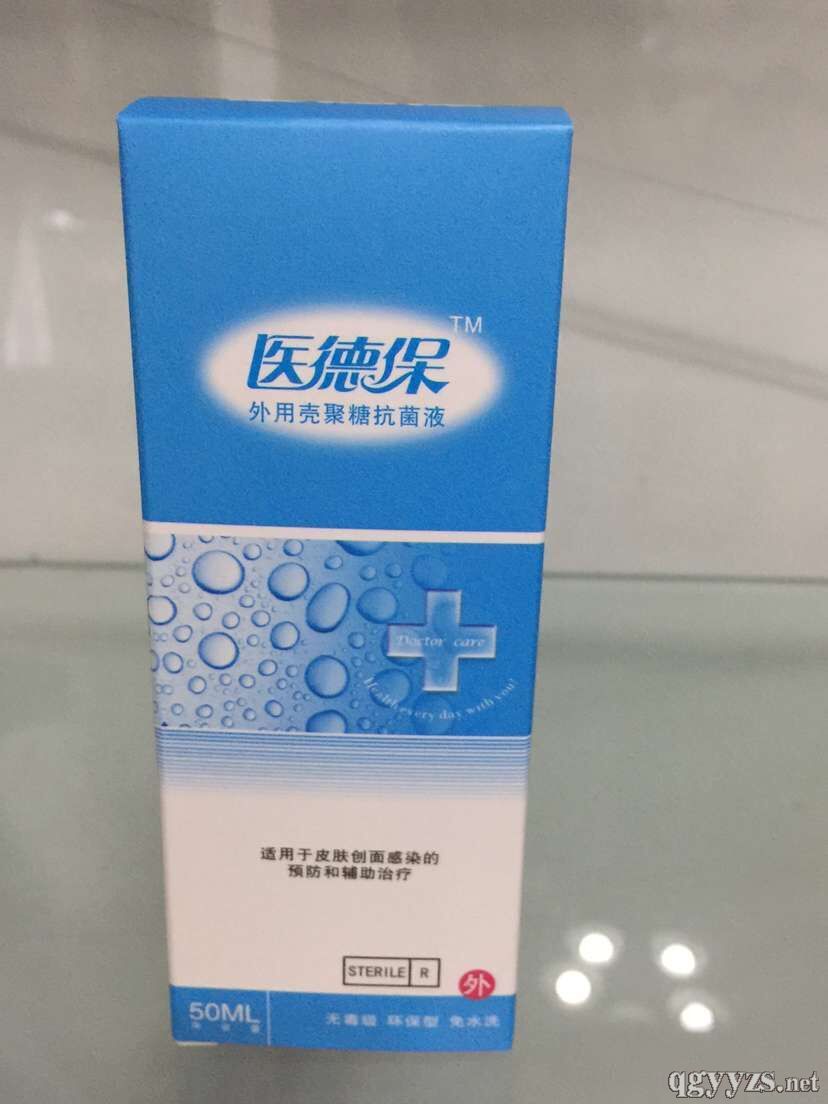 医德保™
外用壳聚糖抗菌液
Doctor care
Health every day with you!
适用于皮肤创面感染的
预防和辅助治疗
STERILE R
外
50ML
无毒级 环保型 免水洗
qgyyzs.net